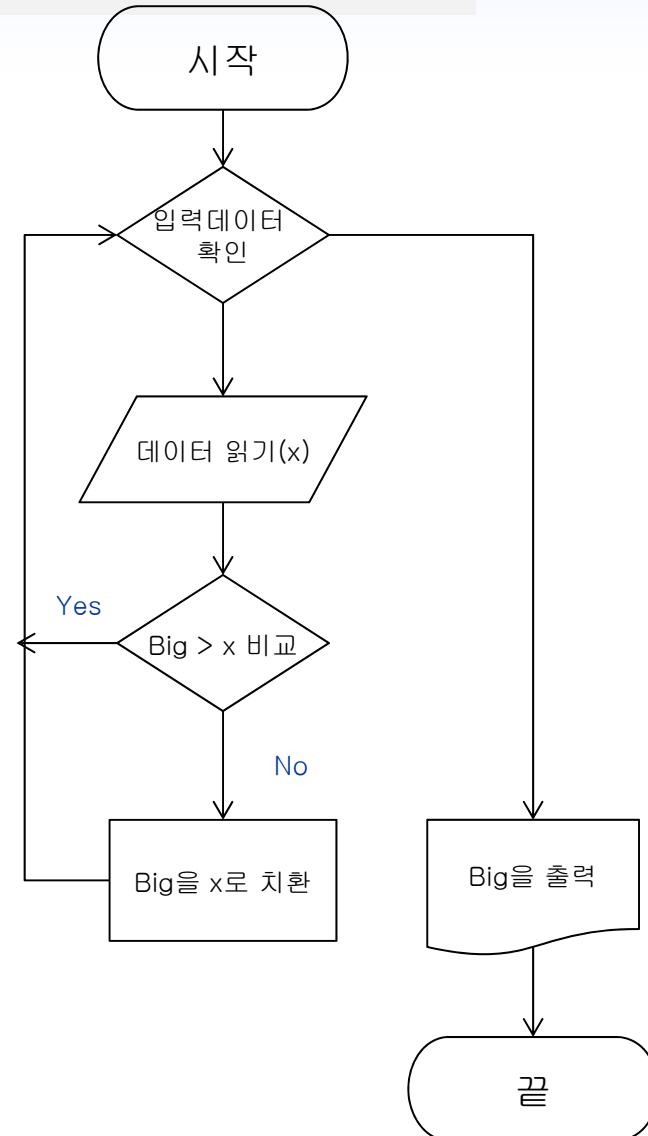 시작
입력데이터
확인
데이터 읽기(x)
Yes
Big > x 비교
No
Big을 x로 치환
Big을 출력
끝